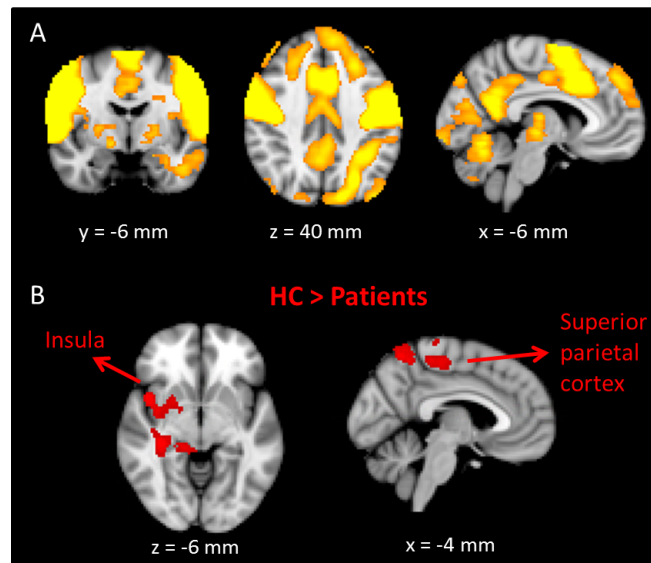 A
y = -6 mm
z = 40 mm
x = -6 mm
B
HC > Patients
Insula
Superior
parietal
cortex
z = -6 mm
x = -4 mm